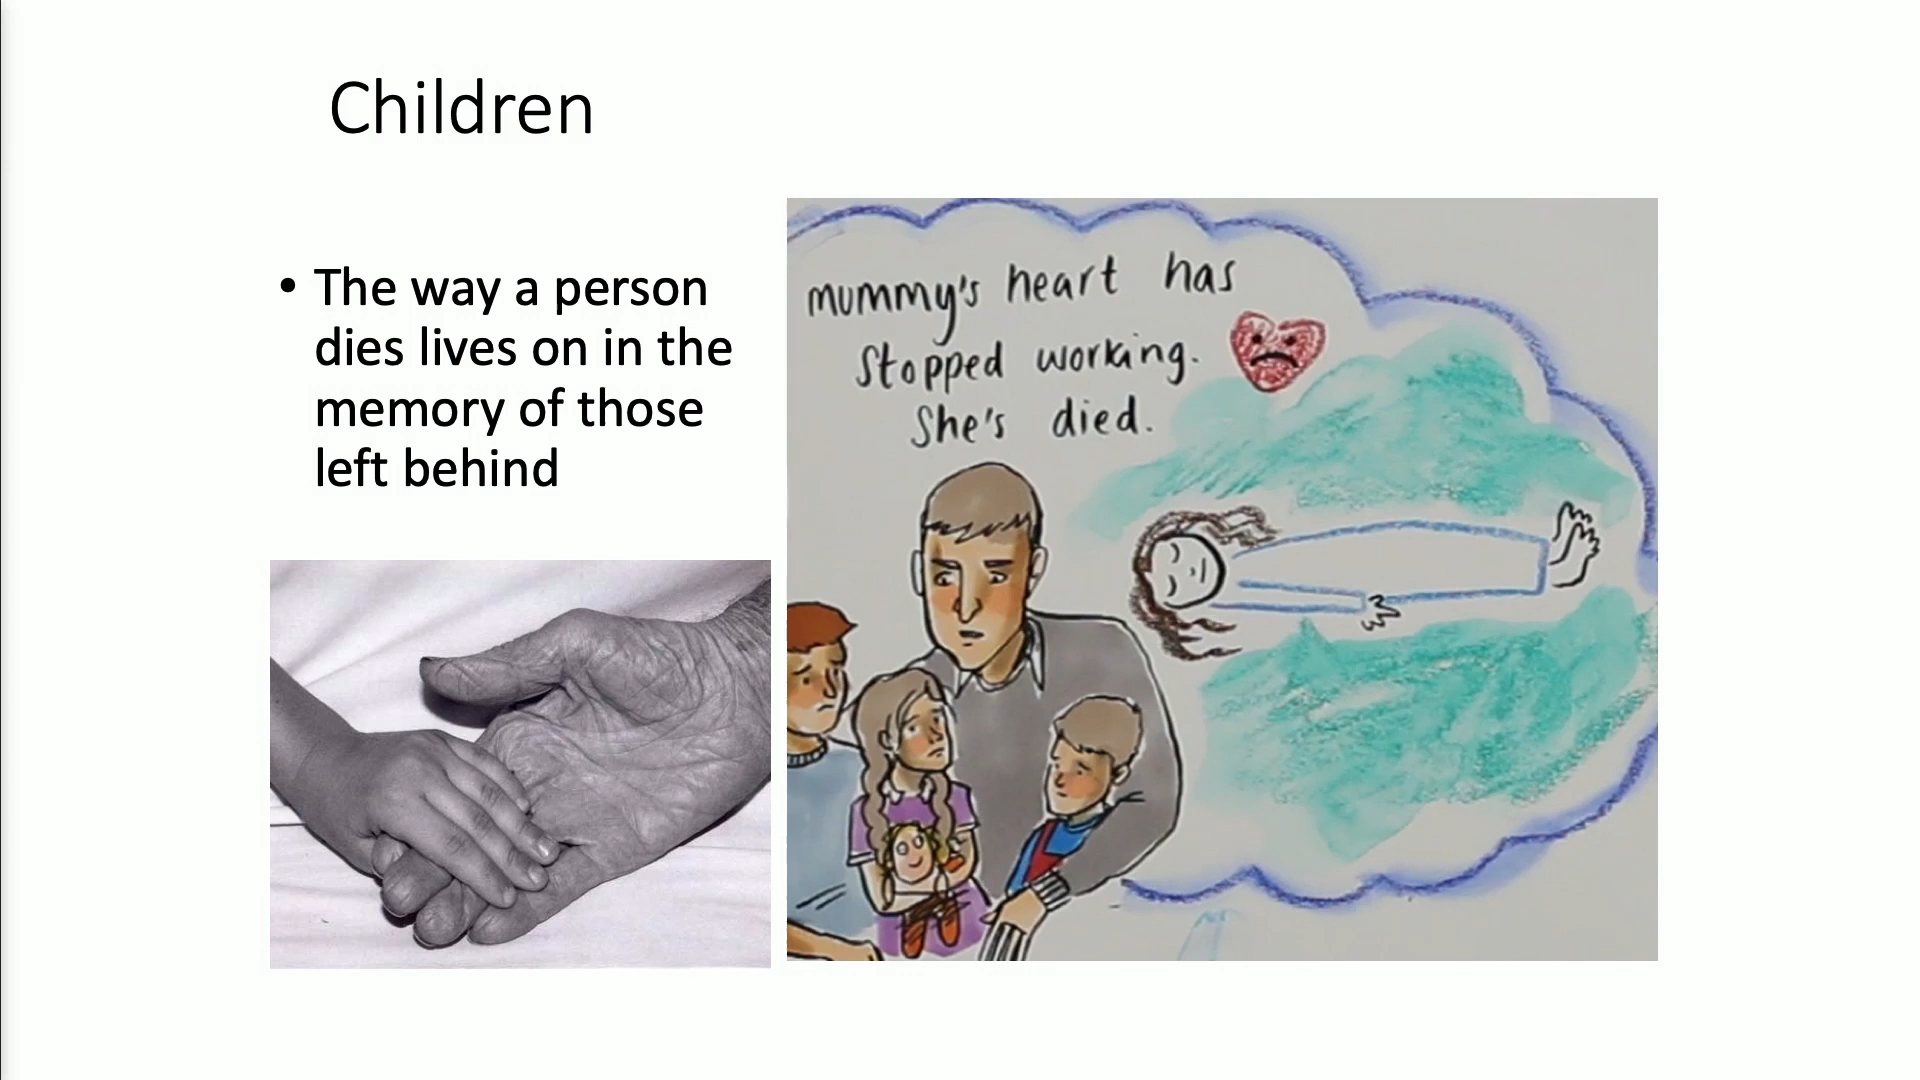 Children
• The way a person
dies lives on in the
memory of those
left behind
mummy's heart has
stopped working.
She's died.